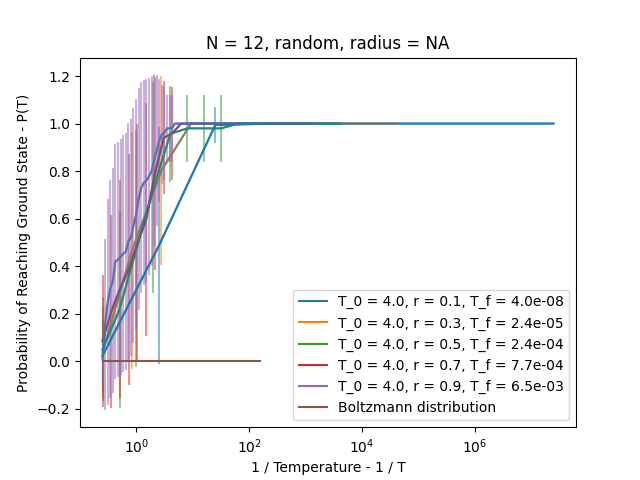 N = 12, random, radius = NA
Probability of Reaching Ground State - P(T)
1.2
1.0
0.8
0.6
0.4
0.2
0.0
−0.2
T_0 = 4.0, r = 0.1, T_f = 4.0e-08
T_0 = 4.0, r = 0.3, T_f = 2.4e-05
T_0 = 4.0, r = 0.5, T_f = 2.4e-04
T_0 = 4.0, r = 0.7, T_f = 7.7e-04
T_0 = 4.0, r = 0.9, T_f = 6.5e-03
Boltzmann distribution
10⁰ 10² 10⁴ 10⁶
1 / Temperature - 1 / T